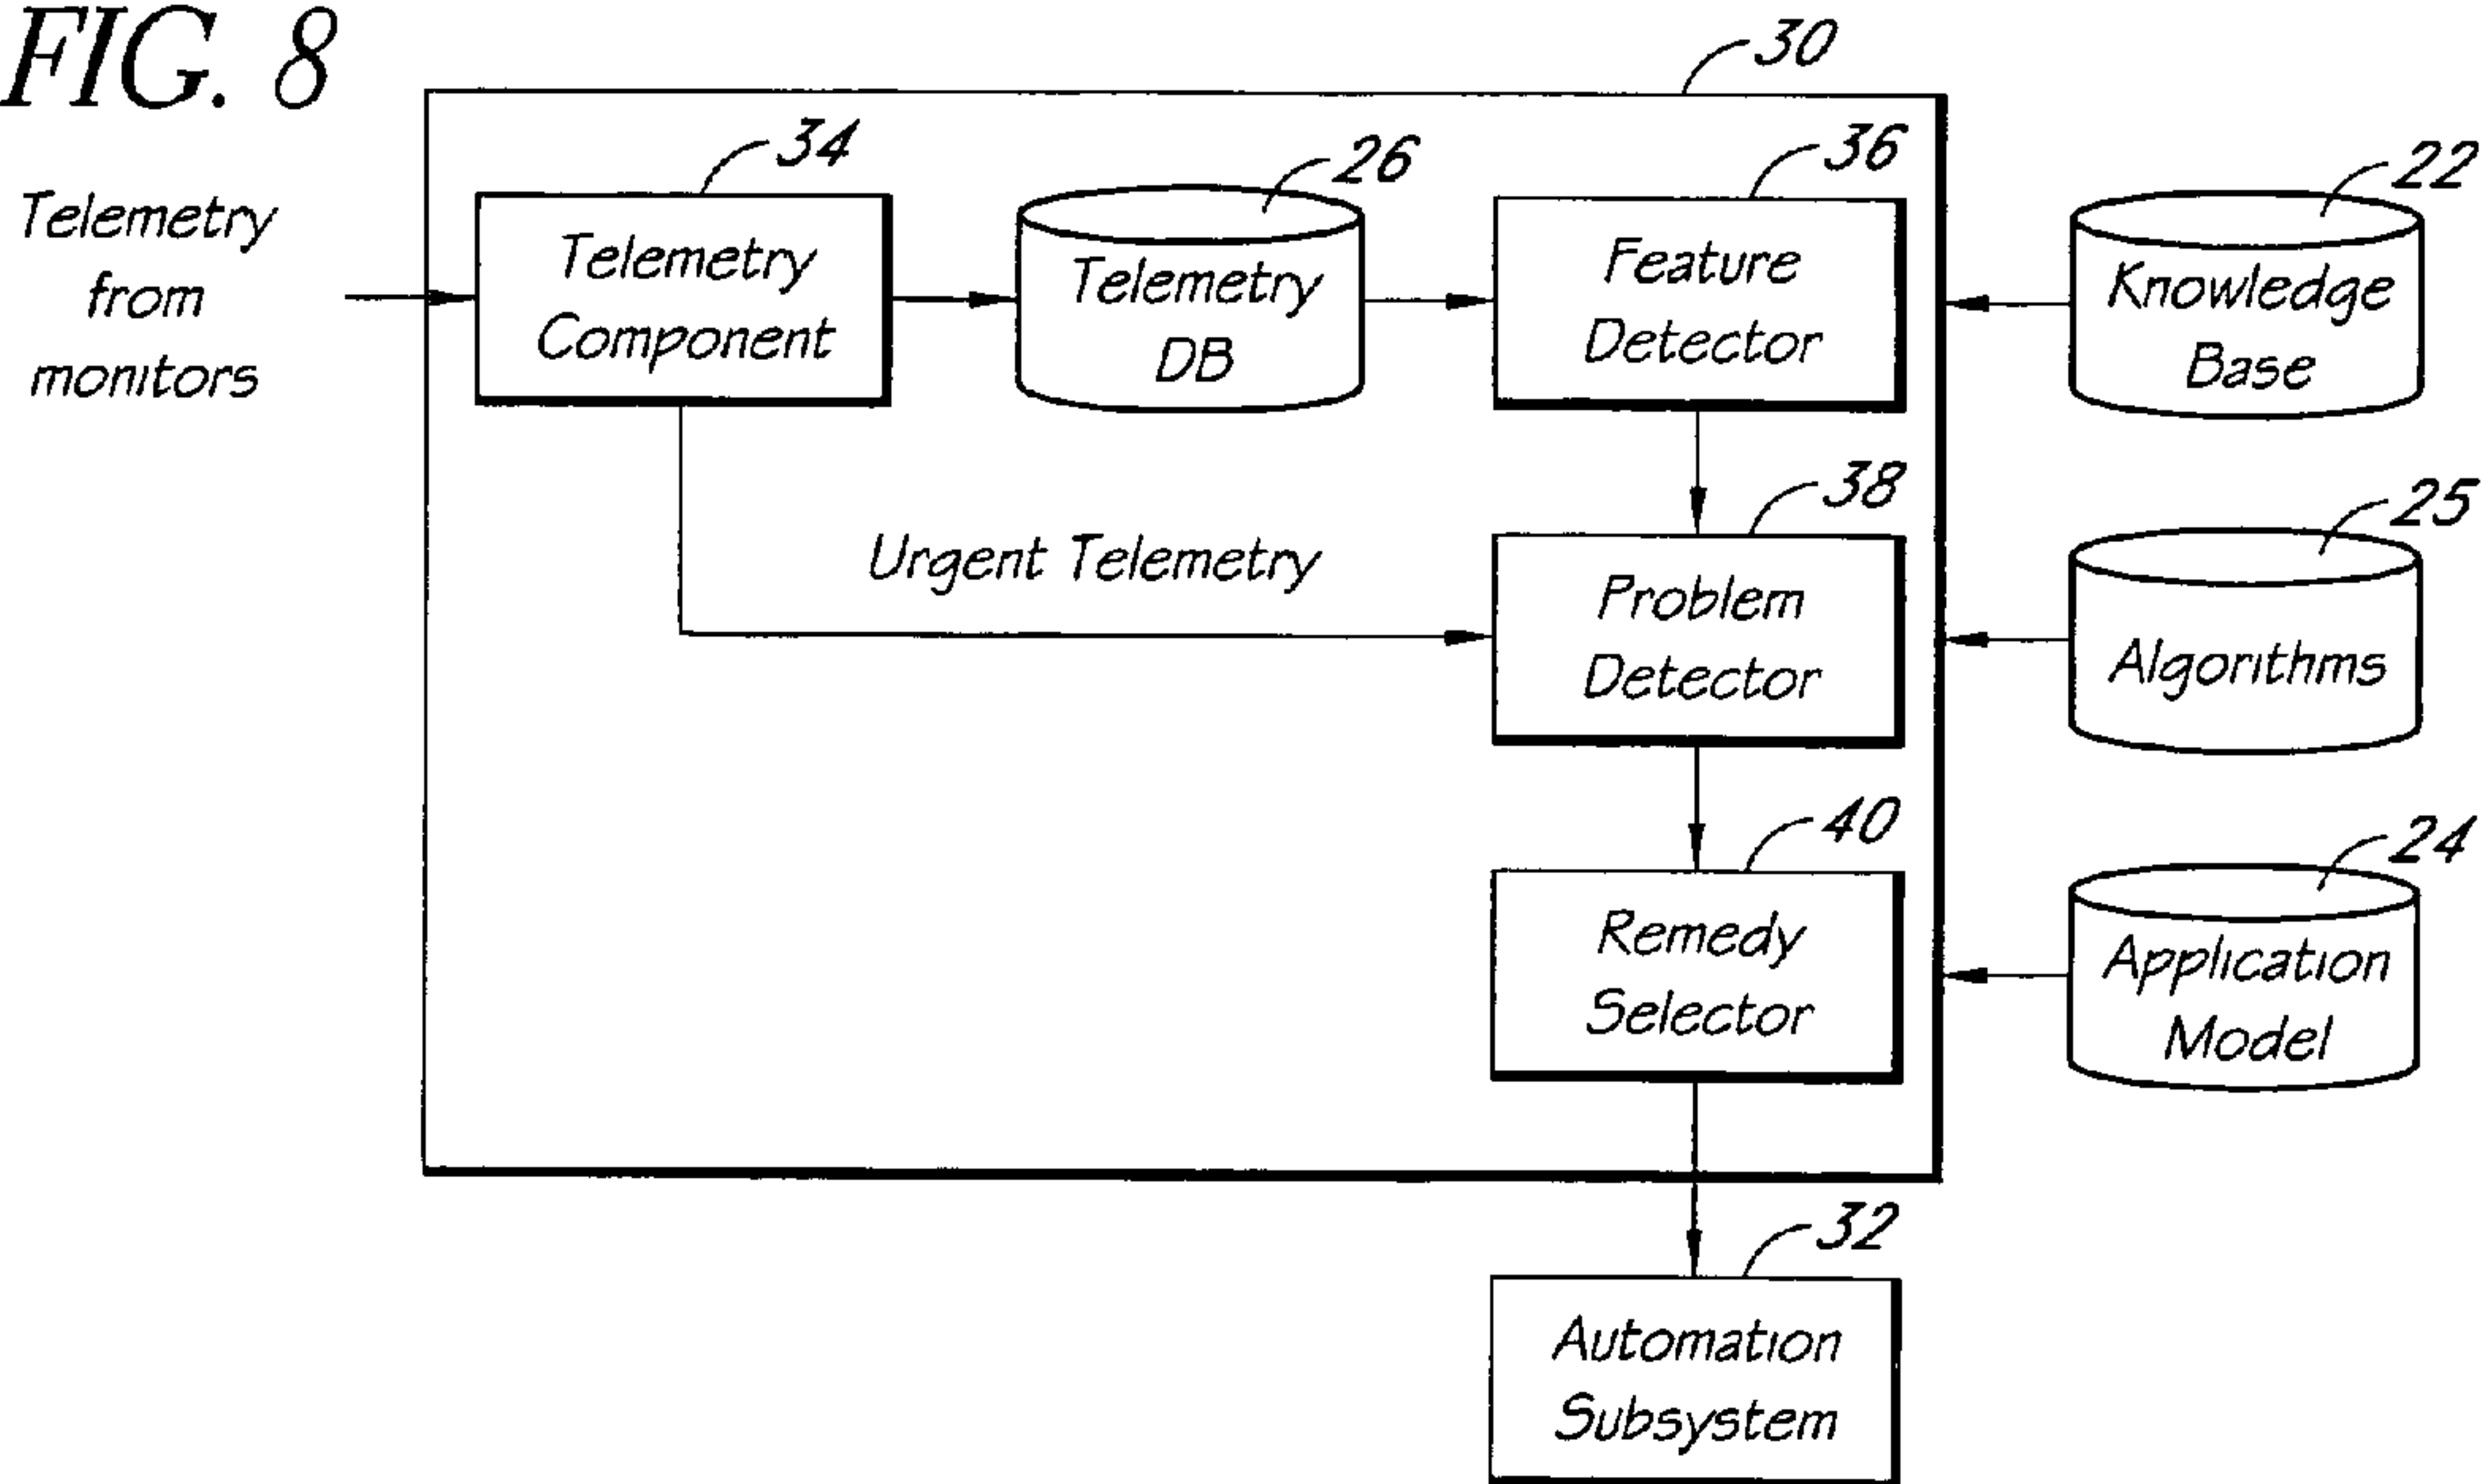 FIG. 8
30
Telemetry
from
monitors
34
Telemetry
Component
26
Telemetry
DB
36
Feature
Detector
22
Knowledge
Base
Urgent Telemetry
38
Problem
Detector
25
Algorithms
40
Remedy
Selector
24
Application
Model
32
Automation
Subsystem